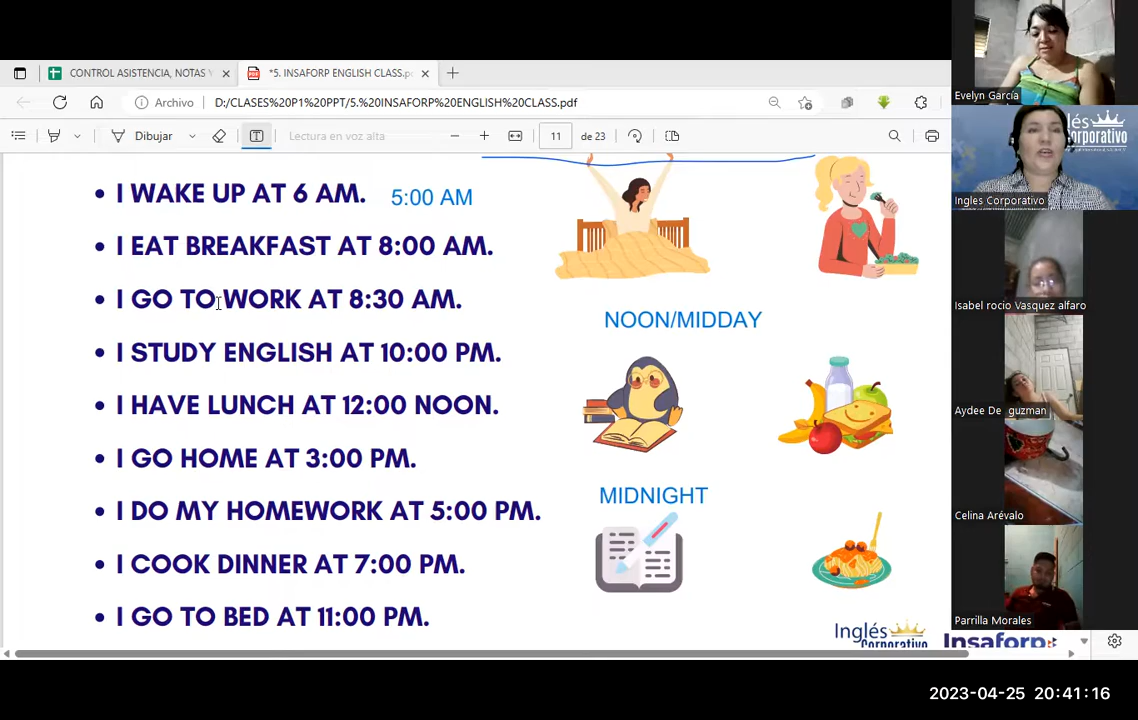 CONTROL ASISTENCIA, NOTAS Y
*5. INSAFORP ENGLISH CLASS.pd
Archivo
D:/CLASES%20P1%20PPT/5.%20INSAFORP%20ENGLISH%20CLASS.pdf
Dibujar
Lectura en voz alta
11
de 23
I WAKE UP AT 6 AM.
5:00 AM
I EAT BREAKFAST AT 8:00 AM.
I GO TO WORK AT 8:30 AM.
NOON/MIDDAY
I STUDY ENGLISH AT 10:00 PM.
I HAVE LUNCH AT 12:00 NOON.
I GO HOME AT 3:00 PM.
MIDNIGHT
I DO MY HOMEWORK AT 5:00 PM.
I COOK DINNER AT 7:00 PM.
I GO TO BED AT 11:00 PM.
Inglés
Corporativo
Insaforp
Evelyn García
lés
orporativo
Ingles Corporativo
Isabel rocio Vasquez alfaro
Aydee De guzman
Celina Arévalo
Parrilla Morales
2023-04-25 20:41:16